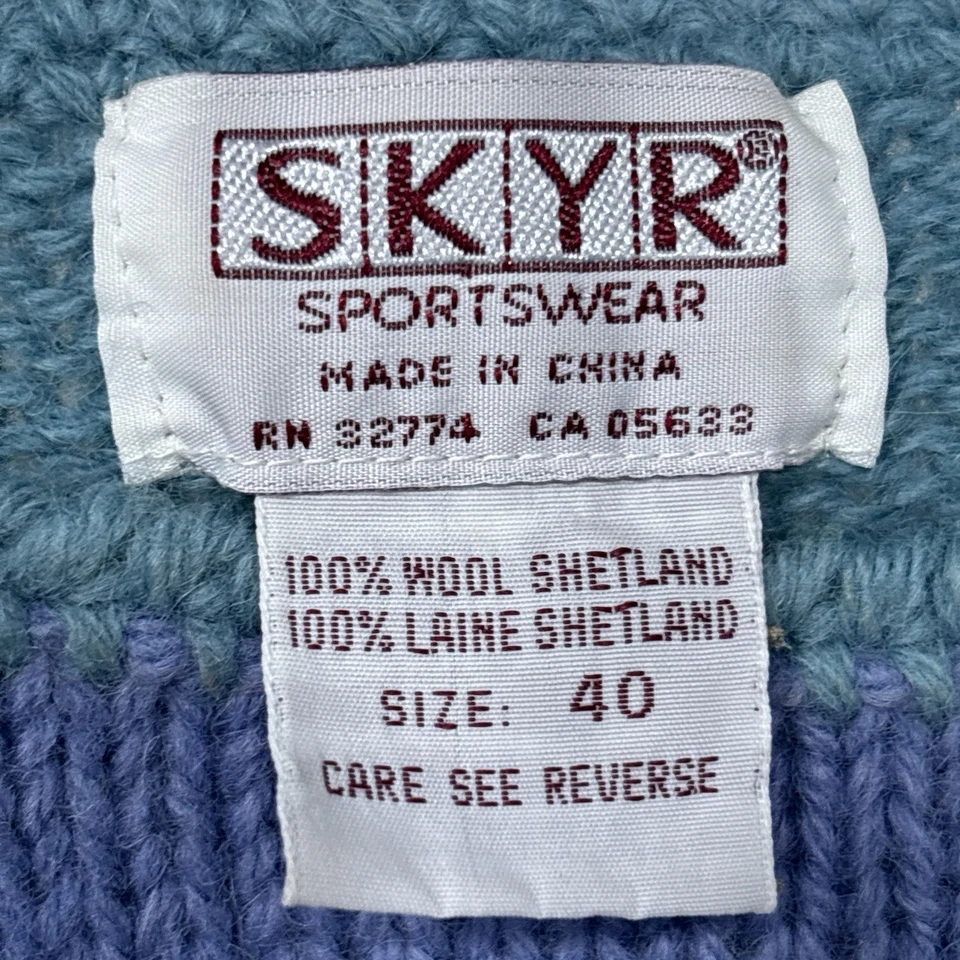 SKYR®
SPORTSWEAR
MADE IN CHINA
RN 32774 CA 05633
100% WOOL SHETLAND
100% LAINE SHETLAND
SIZE: 40
CARE SEE REVERSE